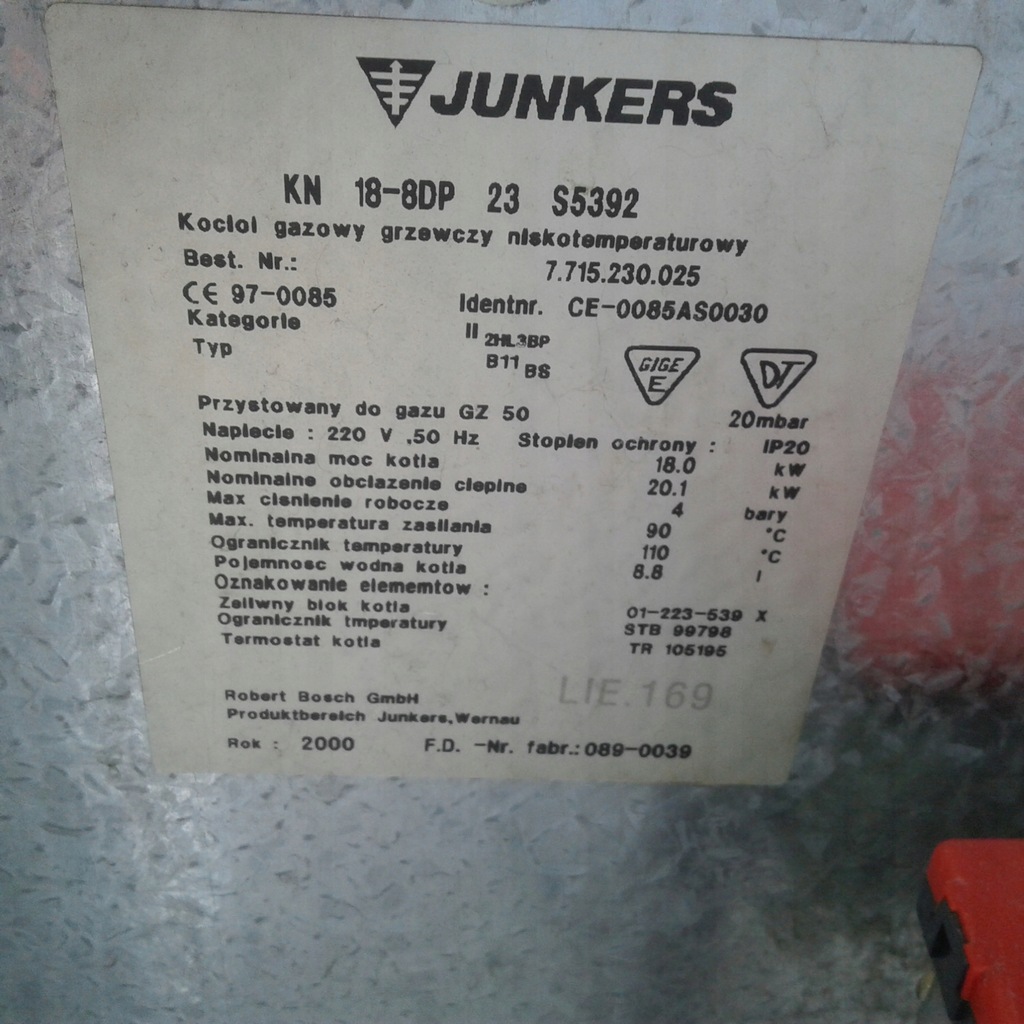 JUNKERS
KN 18-8DP 23 S5392
Kociol gazowy grzewczy niskotemperaturowy
Best. Nr.: 7.715.230.025
CE 97-0085 Identnr. CE-0085AS0030
Kategorie II 2HL3BP
Typ B11 BS
GIGE E DT
Przystowany do gazu GZ 50 20mbar
Napiecie : 220 V ,50 Hz Stopien ochrony : IP20
Nominalna moc kotla 18.0 kW
Nominalne obciazenie cieplne 20.1 kW
Max cisnienie robocze 4 bary
Max. temperatura zasilania 90 °C
Ogranicznik temperatury 110 °C
Pojemnosc wodna kotla 8.8 l
Oznakowanie elememtow :
Zeliwny blok kotla 01-223-539 X
Ogranicznik tmperatury STB 99798
Termostat kotla TR 105195
LIE.169
Robert Bosch GmbH
Produktbereich Junkers,Wernau
Rok : 2000 F.D. -Nr. fabr.: 089-0039